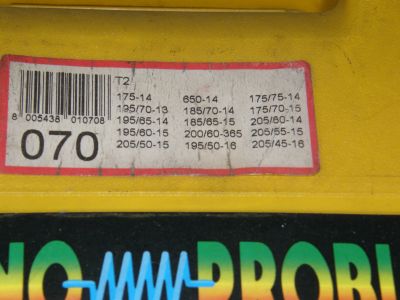 T2
175-14 650-14 175/75-14
195/70-13 185/70-14 175/70-15
195/65-14 185/65-15 205/60-14
195/60-15 200/60-365 205/55-15
205/50-15 195/50-16 205/45-16
8 005438 010708
070
NO PROBL